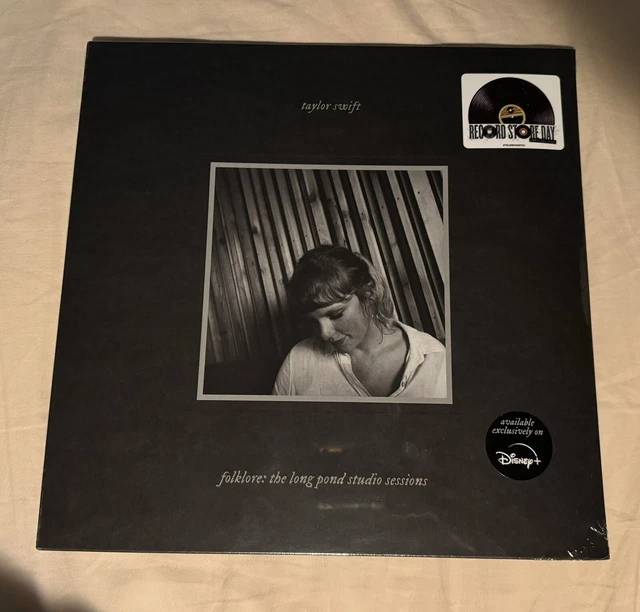 taylor swift
RECORD STORE DAY
folklore: the long pond studio sessions
available
exclusively on
Disney+